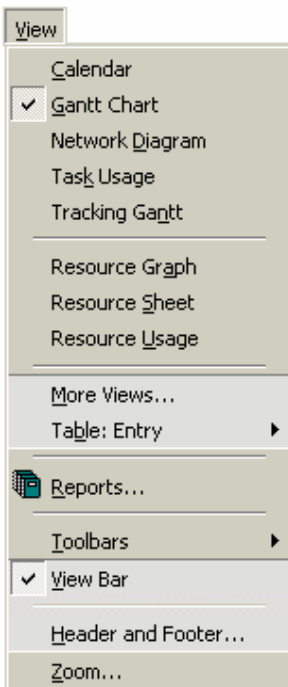 View
Calendar
Gantt Chart
Network Diagram
Task Usage
Tracking Gantt
Resource Graph
Resource Sheet
Resource Usage
More Views...
Table: Entry
Reports...
Toolbars
View Bar
Header and Footer...
Zoom...